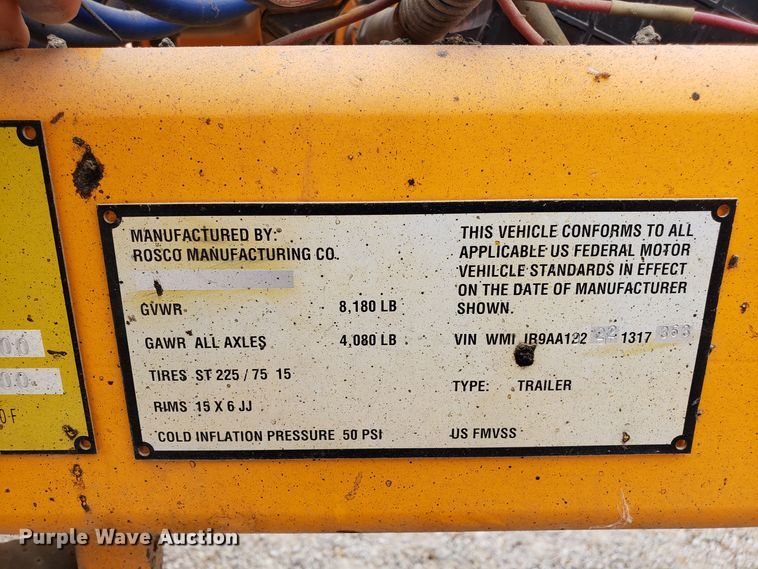 MANUFACTURED BY:
ROSCO MANUFACTURING CO.
GVWR 8,180 LB
GAWR ALL AXLES 4,080 LB
TIRES ST 225 / 75 15
RIMS 15 X 6 JJ
COLD INFLATION PRESSURE 50 PSI
THIS VEHICLE CONFORMS TO ALL
APPLICABLE US FEDERAL MOTOR
VEHILCLE STANDARDS IN EFFECT
ON THE DATE OF MANUFACTURER
SHOWN.
VIN WMI IR9AA122 1317
TYPE: TRAILER
US FMVSS
Purple Wave Auction